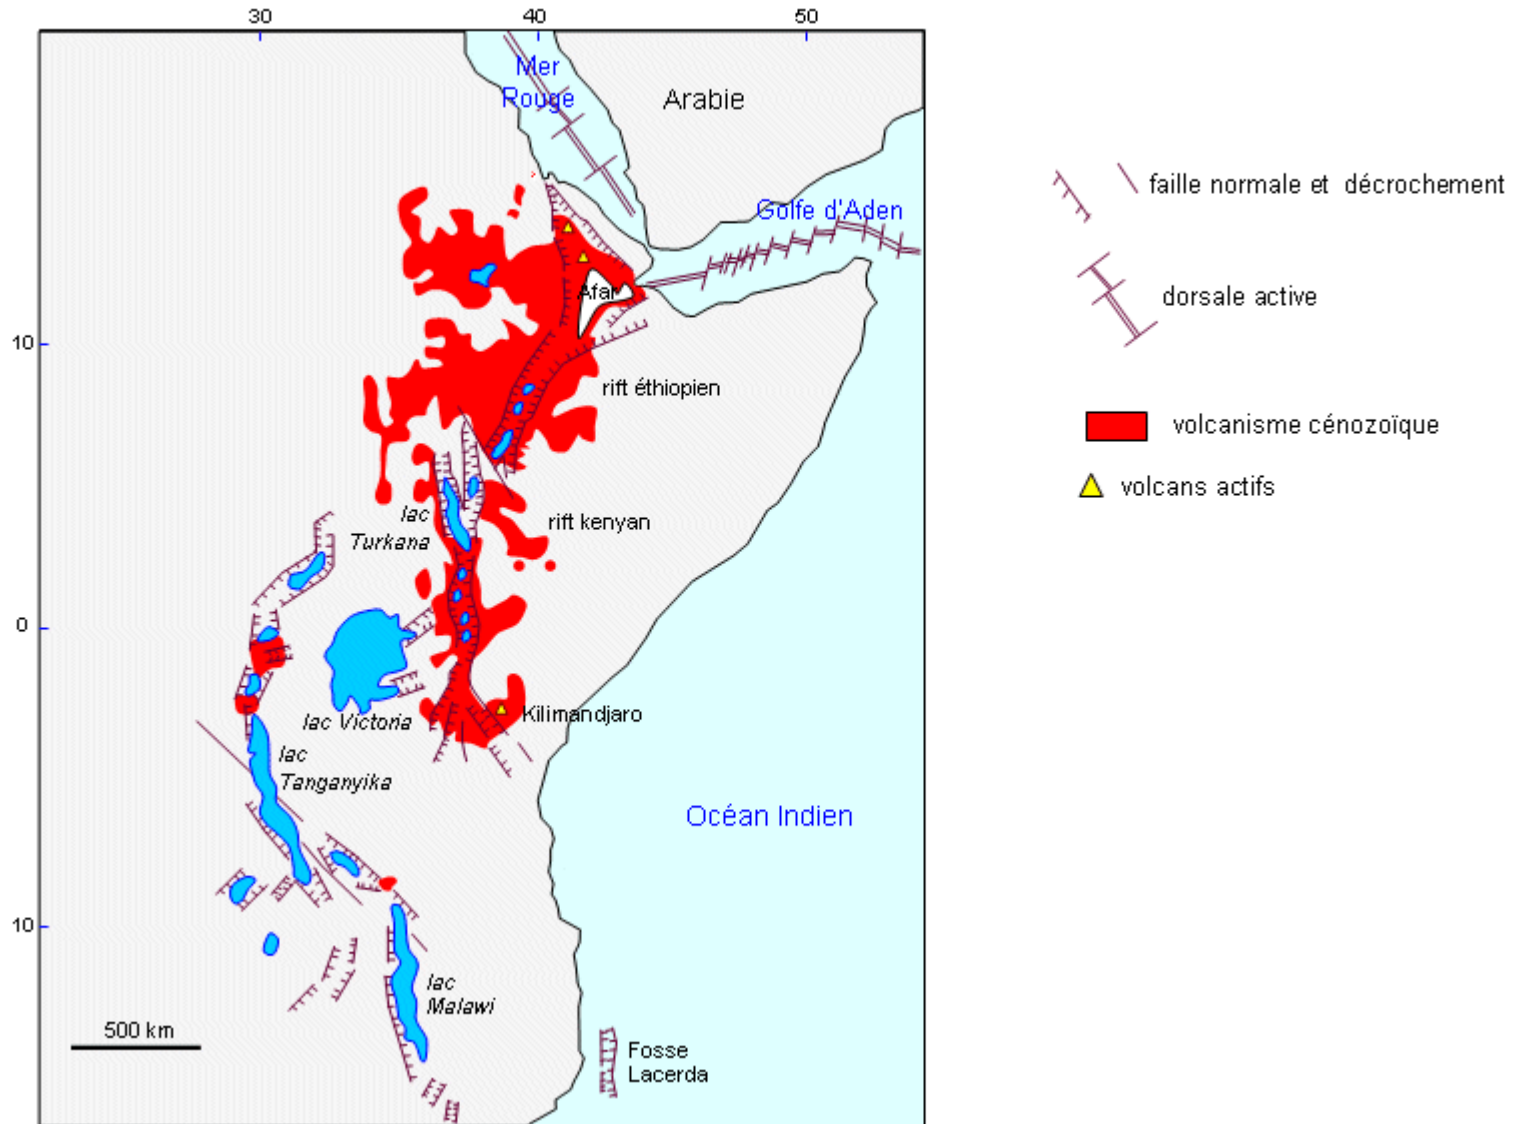 30
40
50
Mer
Rouge
Arabie
Golfe d'Aden
Afar
10
rift éthiopien
lac
Turkana
rift kenyan
0
lac Victoria
Kilimandjaro
lac
Tanganyika
Océan Indien
10
lac
Malawi
500 km
Fosse
Lacerda
faille normale et décrochement
dorsale active
volcanisme cénozoïque
volcans actifs